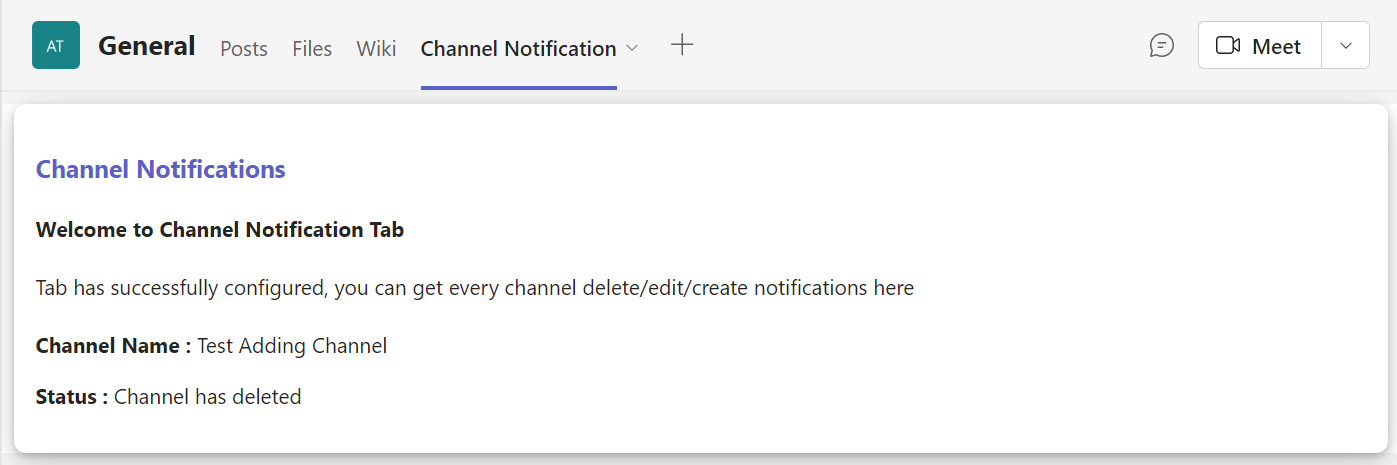 AT General Posts Files Wiki Channel Notification Meet
Channel Notifications
Welcome to Channel Notification Tab
Tab has successfully configured, you can get every channel delete/edit/create notifications here
Channel Name : Test Adding Channel
Status : Channel has deleted